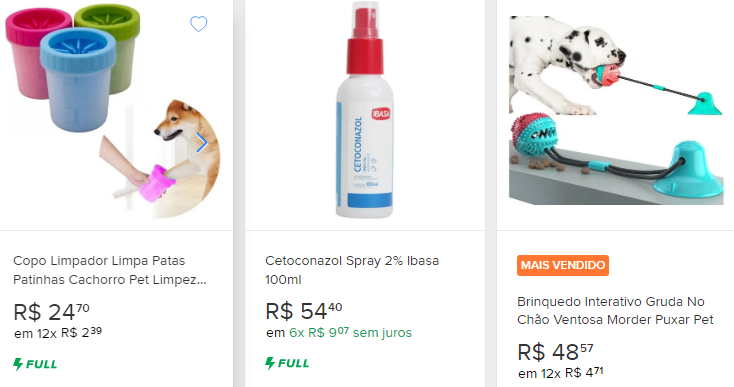 Copo Limpador Limpa Patas
Patinhas Cachorro Pet Limpez...
R$ 24 70
em 12x R$ 2 39
FULL
IBASA
CETOCONAZOL
Cetoconazol Spray 2% Ibasa
100ml
R$ 54 40
em 6x R$ 9 07 sem juros
FULL
MAIS VENDIDO
Brinquedo Interativo Gruda No
Chão Ventosa Morder Puxar Pet
R$ 48 57
em 12x R$ 4 71